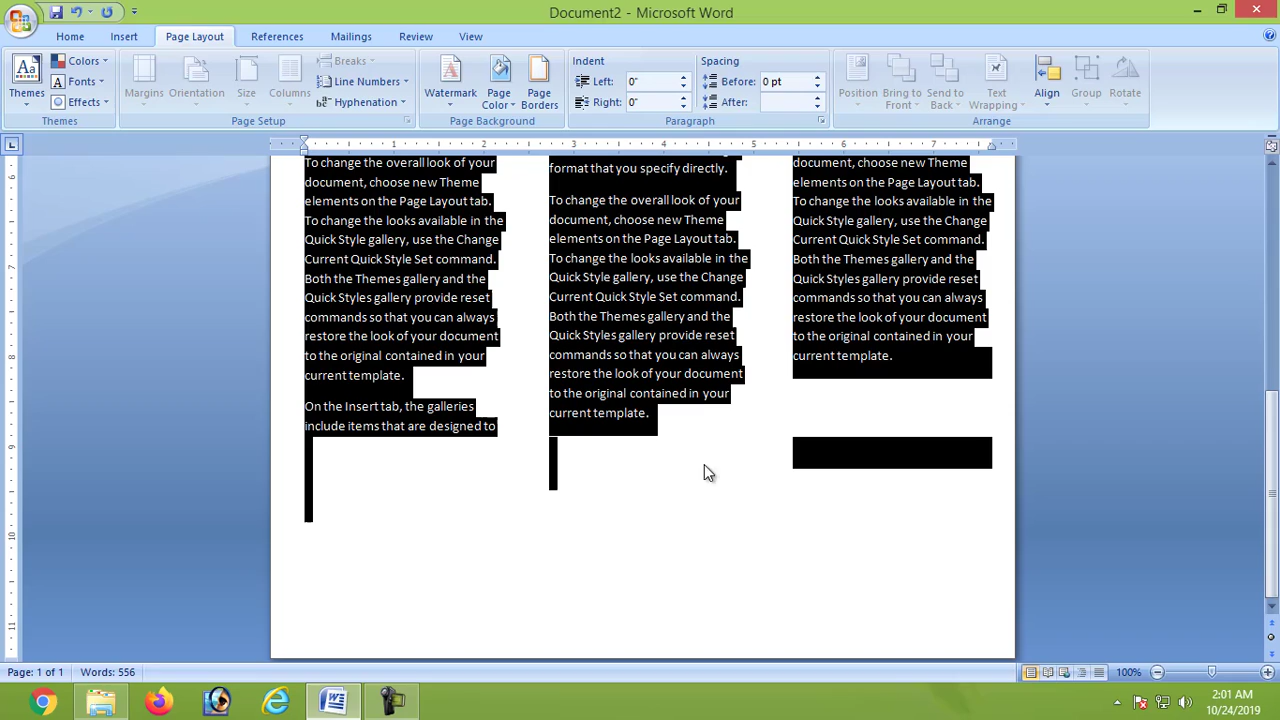 Document2 - Microsoft Word
Home Insert Page Layout References Mailings Review View
Themes
Colors
Fonts
Effects
Themes
Margins
Orientation
Size
Columns
Breaks
Line Numbers
Hyphenation
Page Setup
Watermark
Page
Color
Page
Borders
Page Background
Indent
Left: 0"
Right: 0"
Spacing
Before: 0 pt
After:
Paragraph
Position
Bring to
Front
Send to
Back
Text
Wrapping
Align
Group
Rotate
Arrange
1 2 3 4 5 6 7
6
7
8
9
10
11
To change the overall look of your
document, choose new Theme
elements on the Page Layout tab.
To change the looks available in the
Quick Style gallery, use the Change
Current Quick Style Set command.
Both the Themes gallery and the
Quick Styles gallery provide reset
commands so that you can always
restore the look of your document
to the original contained in your
current template.
On the Insert tab, the galleries
include items that are designed to
format that you specify directly.
To change the overall look of your
document, choose new Theme
elements on the Page Layout tab.
To change the looks available in the
Quick Style gallery, use the Change
Current Quick Style Set command.
Both the Themes gallery and the
Quick Styles gallery provide reset
commands so that you can always
restore the look of your document
to the original contained in your
current template.
document, choose new Theme
elements on the Page Layout tab.
To change the looks available in the
Quick Style gallery, use the Change
Current Quick Style Set command.
Both the Themes gallery and the
Quick Styles gallery provide reset
commands so that you can always
restore the look of your document
to the original contained in your
current template.
Page: 1 of 1 Words: 556
100%
2:01 AM
10/24/2019